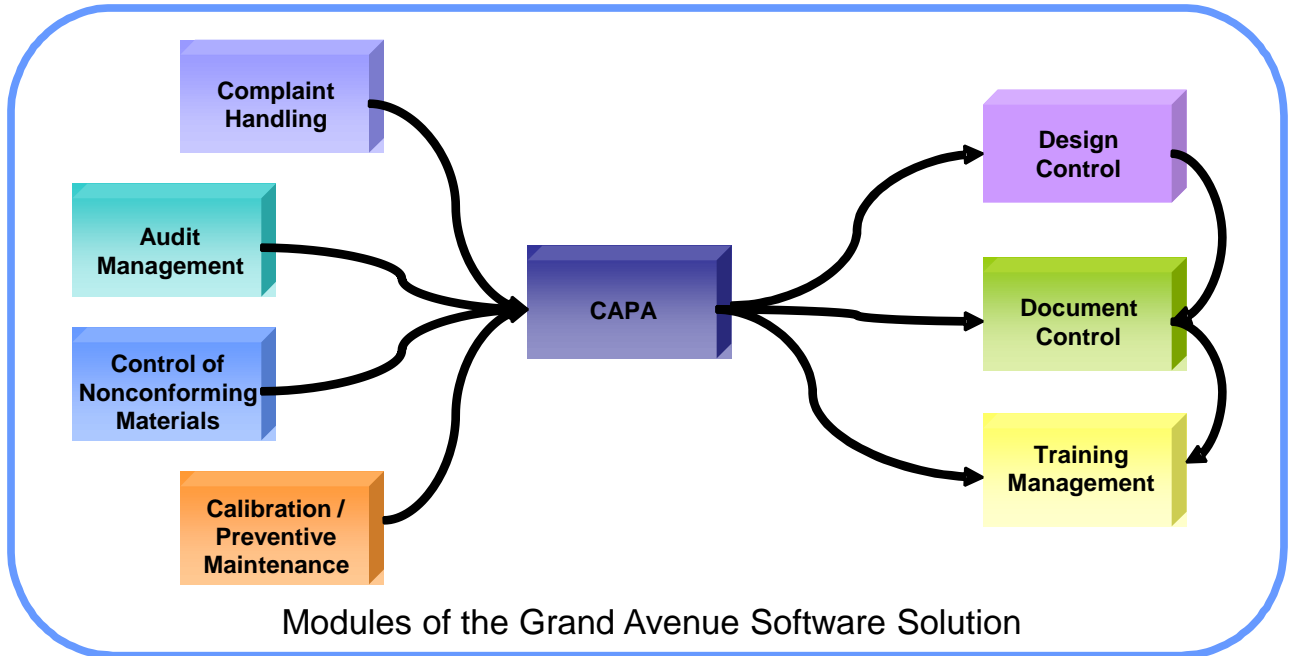 Complaint
Handling
Audit
Management
Control of
Nonconforming
Materials
Calibration /
Preventive
Maintenance
CAPA
Design
Control
Document
Control
Training
Management
Modules of the Grand Avenue Software Solution